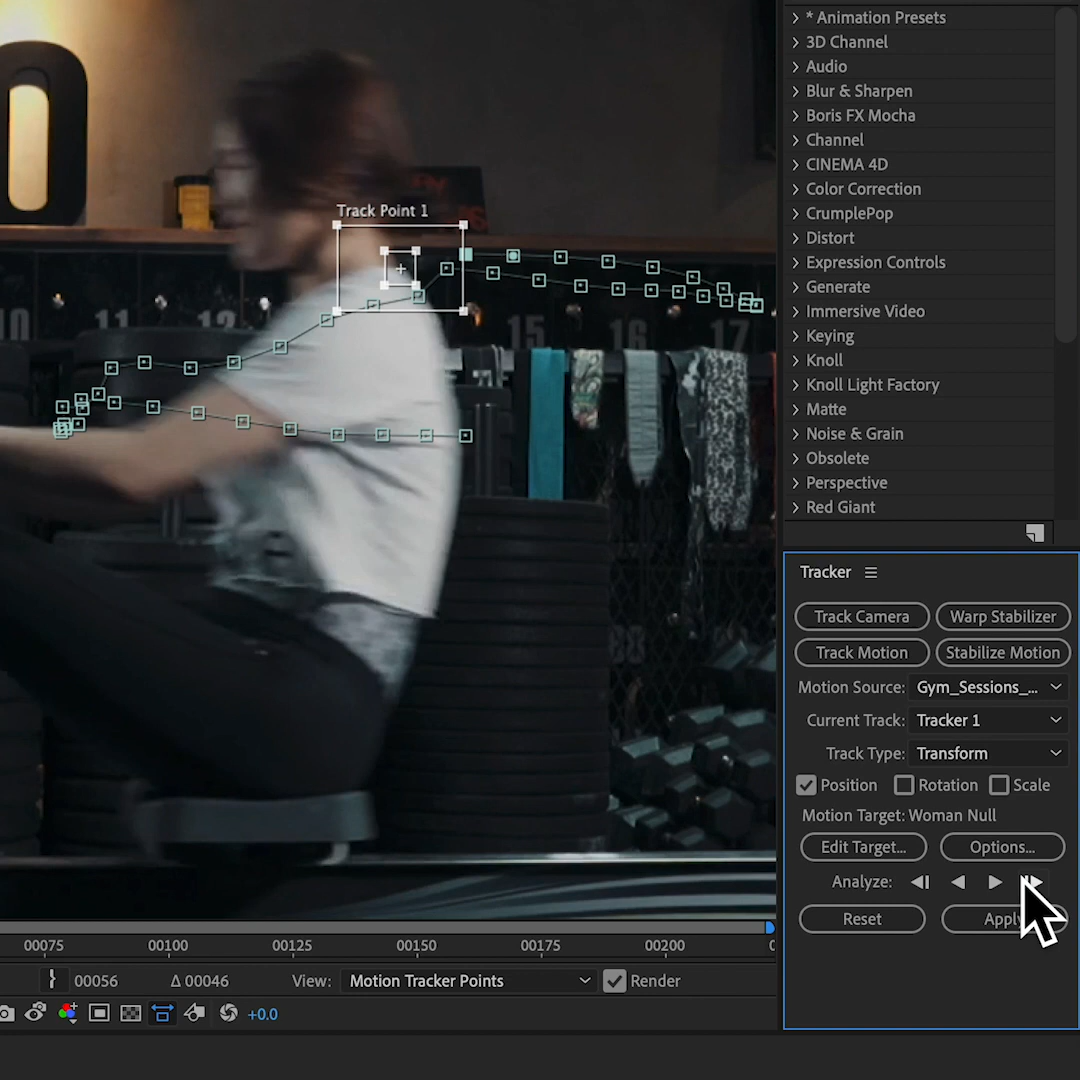 * Animation Presets
3D Channel
Audio
Blur & Sharpen
Boris FX Mocha
Channel
CINEMA 4D
Color Correction
CrumplePop
Distort
Expression Controls
Generate
Immersive Video
Keying
Knoll
Knoll Light Factory
Matte
Noise & Grain
Obsolete
Perspective
Red Giant
0
Track Point 1
10 11 12 15 16 17
Tracker
Track Camera Warp Stabilizer
Track Motion Stabilize Motion
Motion Source: Gym_Sessions_...
Current Track: Tracker 1
Track Type: Transform
Position Rotation Scale
Motion Target: Woman Null
Edit Target... Options...
Analyze:
Reset Apply
00075 00100 00125 00150 00175 00200
00056 Δ 00046 View: Motion Tracker Points Render
+0.0